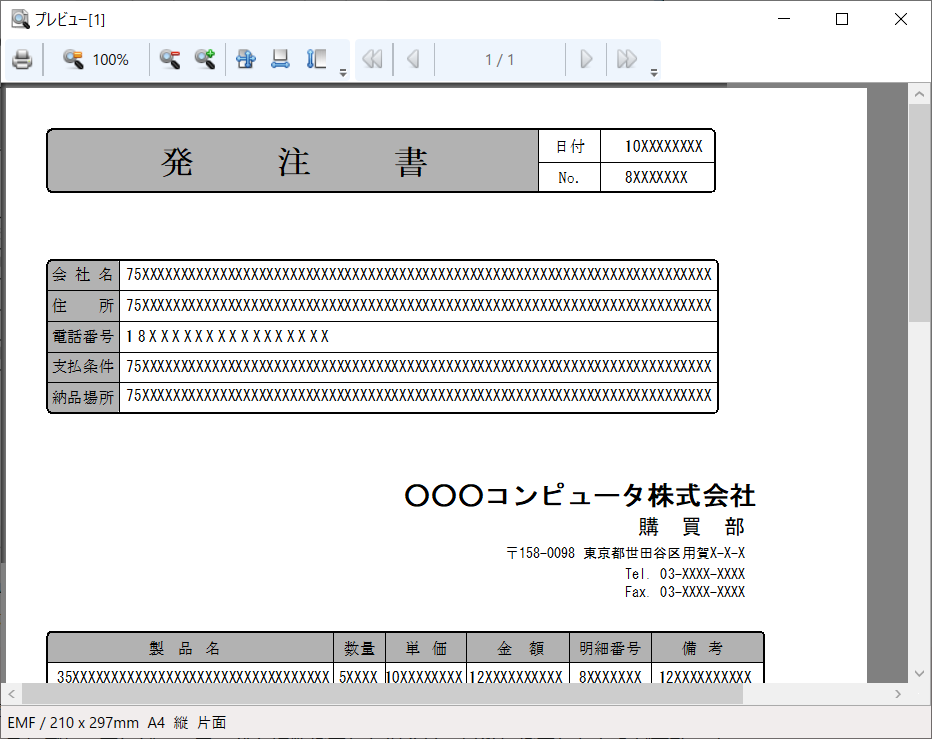 プレビュー[1]
100%
1 / 1
発 注 書
日付 10XXXXXXXX
No. 8XXXXXXX
会 社 名 75XXXXXXXXXXXXXXXXXXXXXXXXXXXXXXXXXXXXXXXXXXXXXXXXXXXXXXXXXXXXXXXXXXXXXXXXX
住 所 75XXXXXXXXXXXXXXXXXXXXXXXXXXXXXXXXXXXXXXXXXXXXXXXXXXXXXXXXXXXXXXXXXXXXXXXXX
電話番号 18XXXXXXXXXXXXXXXX
支払条件 75XXXXXXXXXXXXXXXXXXXXXXXXXXXXXXXXXXXXXXXXXXXXXXXXXXXXXXXXXXXXXXXXXXXXXXXXX
納品場所 75XXXXXXXXXXXXXXXXXXXXXXXXXXXXXXXXXXXXXXXXXXXXXXXXXXXXXXXXXXXXXXXXXXXXXXXXX
〇〇〇コンピュータ株式会社
購 買 部
〒158-0098 東京都世田谷区用賀X-X-X
Tel. 03-XXXX-XXXX
Fax. 03-XXXX-XXXX
製 品 名 数量 単 価 金 額 明細番号 備 考
35XXXXXXXXXXXXXXXXXXXXXXXXXXXXXXXXX 5XXXX 10XXXXXXXX 12XXXXXXXXXX 8XXXXXXX 12XXXXXXXXXX
EMF / 210 x 297mm A4 縦 片面